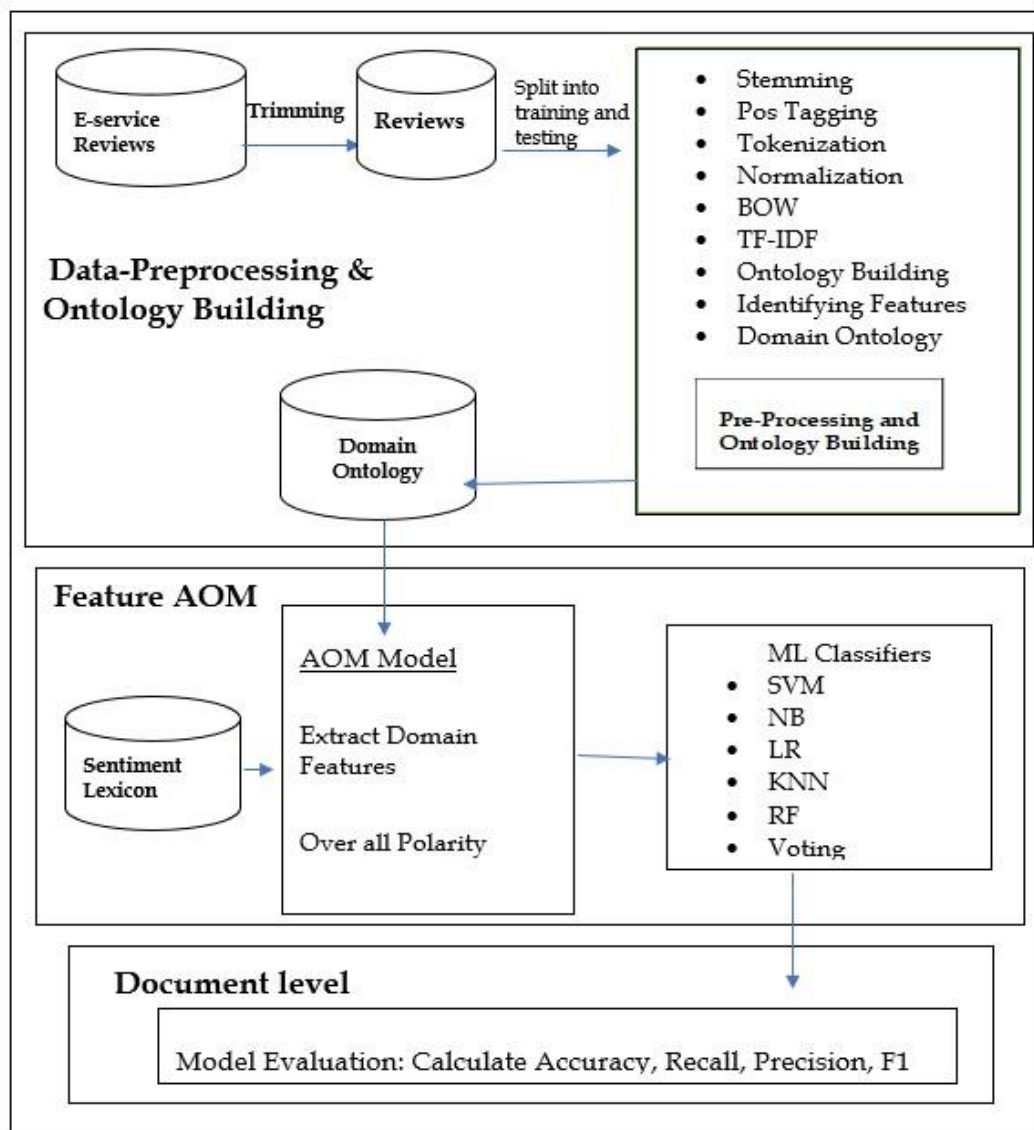 E-service
Reviews
Trimming
Reviews
Split into
training and
testing
• Stemming
• Pos Tagging
• Tokenization
• Normalization
• BOW
• TF-IDF
• Ontology Building
• Identifying Features
• Domain Ontology
Pre-Processing and
Ontology Building
Data-Preprocessing &
Ontology Building
Domain
Ontology
Feature AOM
Sentiment
Lexicon
AOM Model
Extract Domain
Features
Over all Polarity
ML Classifiers
• SVM
• NB
• LR
• KNN
• RF
• Voting
Document level
Model Evaluation: Calculate Accuracy, Recall, Precision, F1